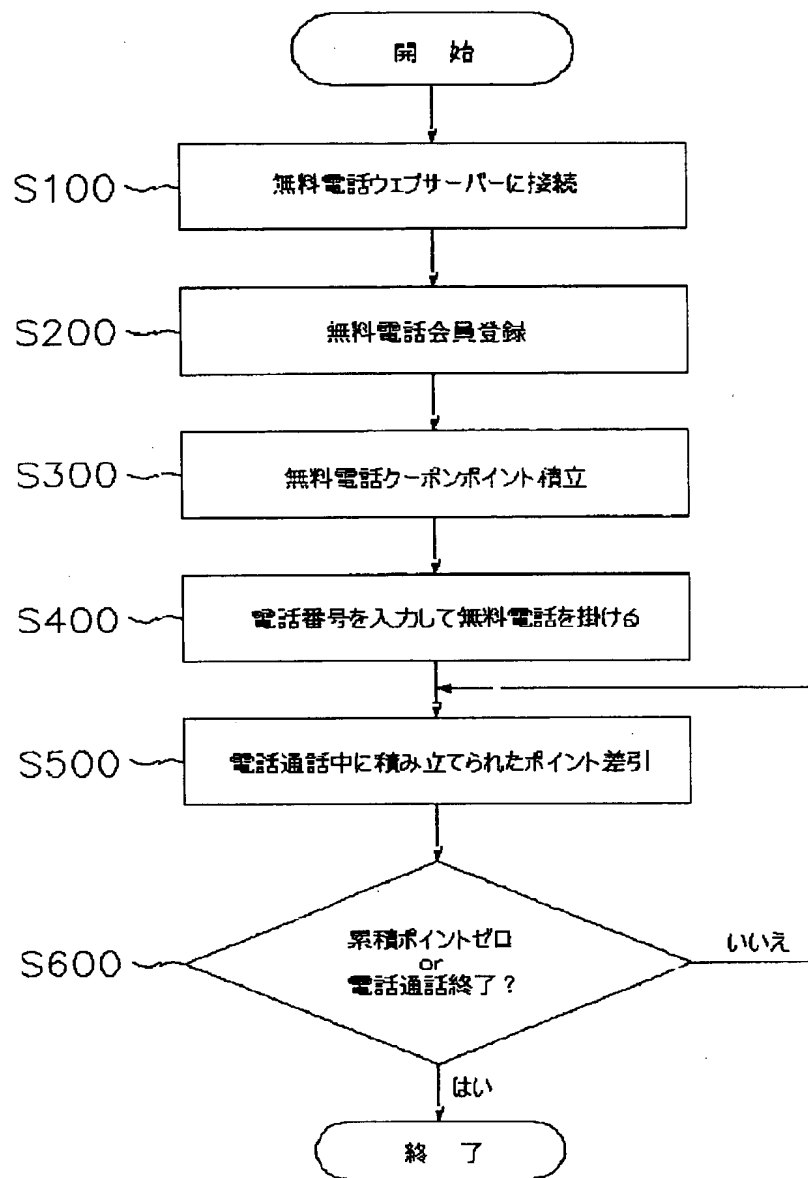 開 始
S100
無料電話ウェブサーバーに接続
S200
無料電話会員登録
S300
無料電話クーポンポイント積立
S400
電話番号を入力して無料電話を掛ける
S500
電話通話中に積み立てられたポイント差引
S600
累積ポイントゼロ
or
電話通話終了？
いいえ
はい
終 了